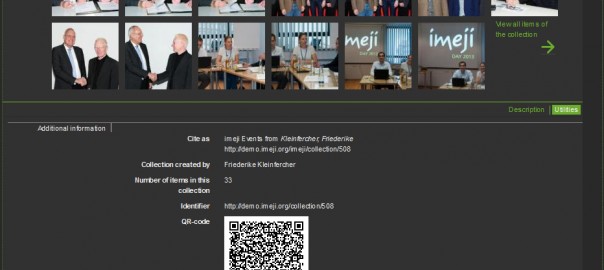 View all items of
the collection
imeji
DAY 2012
imeji
DAY 2012
Description | Utilities
Additional information
Cite as imeji Events from Kleinfercher, Friederike
http://demo.imeji.org/imeji/collection/508
Collection created by Friederike Kleinfercher
Number of items in this 33
collection
Identifier http://demo.imeji.org/collection/508
QR-code